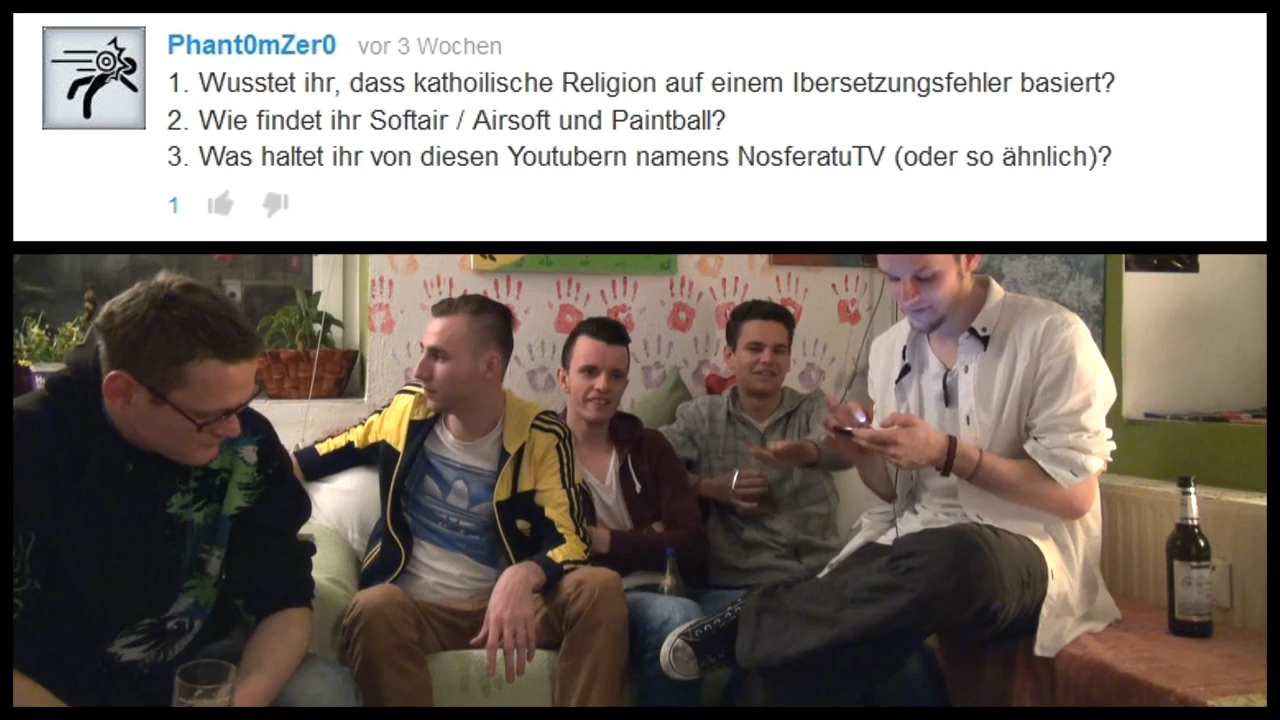 Phant0mZer0 vor 3 Wochen
1. Wusstet ihr, dass kathoilische Religion auf einem Ibersetzungsfehler basiert?
2. Wie findet ihr Softair / Airsoft und Paintball?
3. Was haltet ihr von diesen Youtubern namens NosferatuTV (oder so ähnlich)?
1